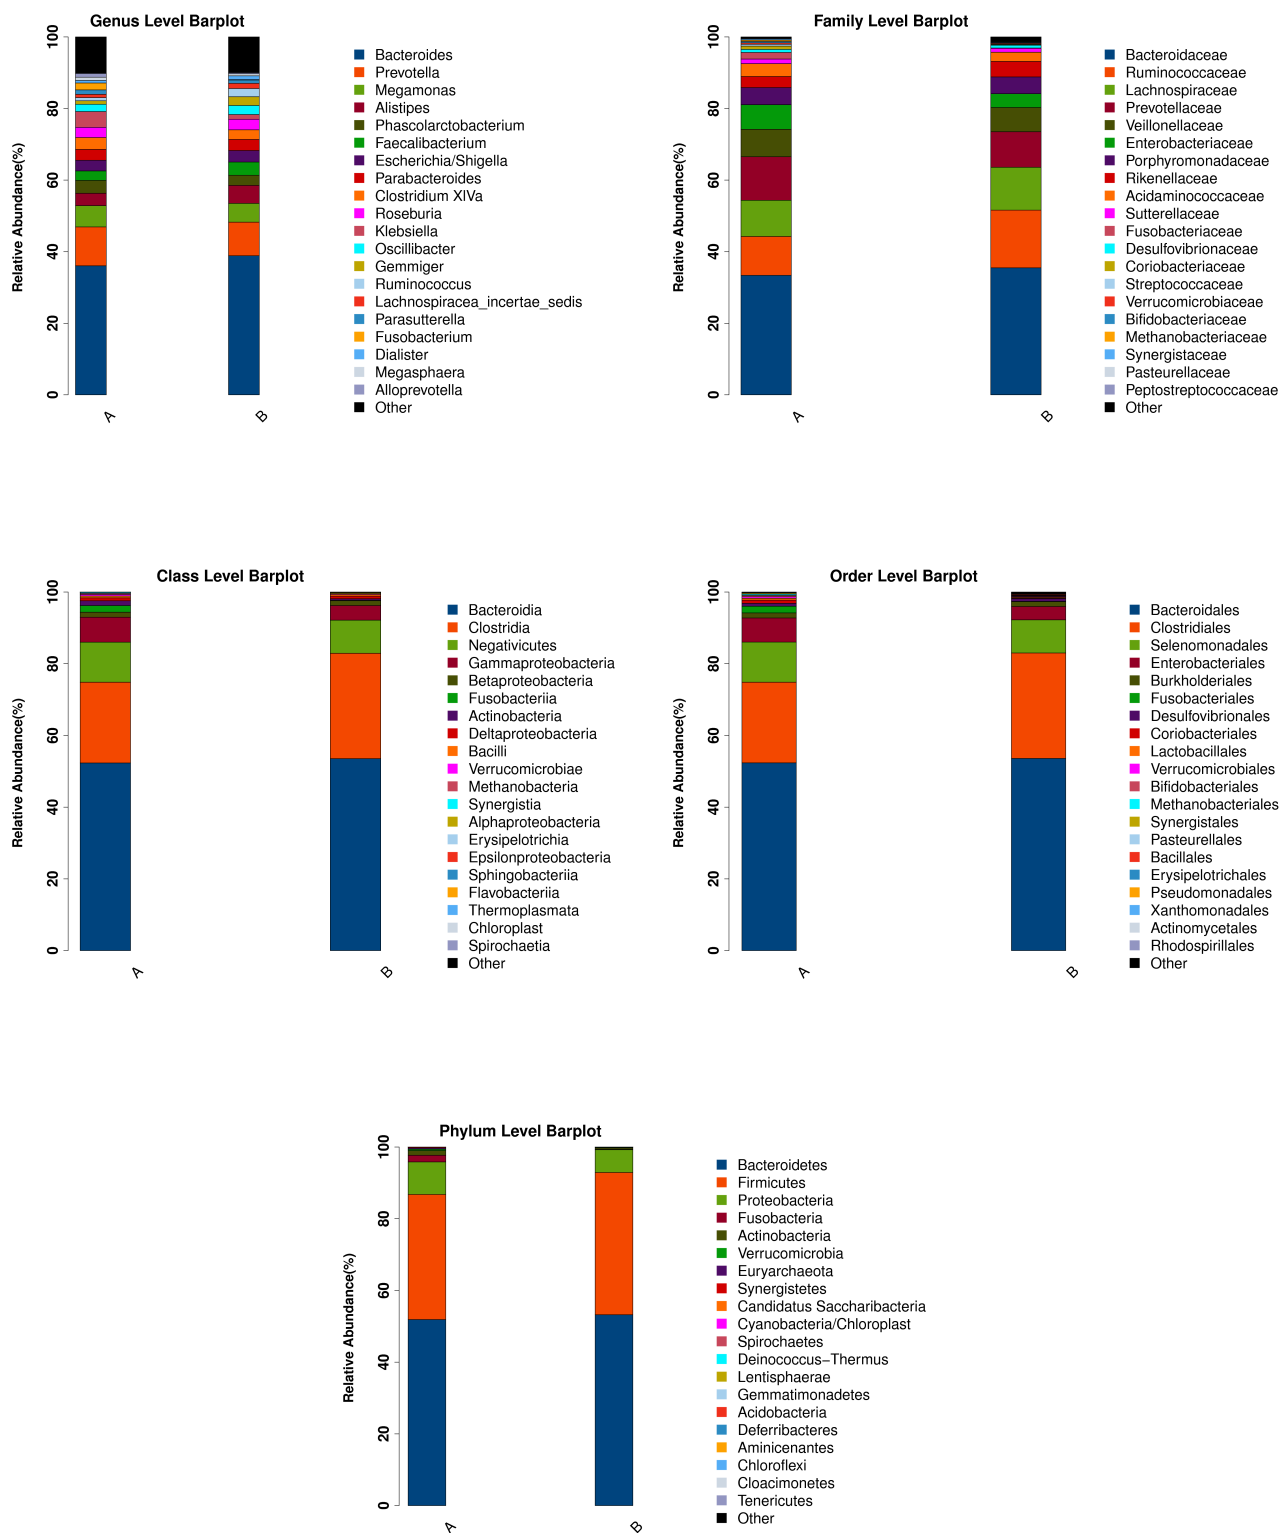 Genus Level Barplot
Relative Abundance(%)
100
80
60
40
20
0
A
B
Bacteroides
Prevotella
Megamonas
Alistipes
Phascolarctobacterium
Faecalibacterium
Escherichia/Shigella
Parabacteroides
Clostridium XIVa
Roseburia
Klebsiella
Oscillibacter
Gemmiger
Ruminococcus
Lachnospiracea_incertae_sedis
Parasutterella
Fusobacterium
Dialister
Megasphaera
Alloprevotella
Other
Family Level Barplot
Relative Abundance(%)
100
80
60
40
20
0
A
B
Bacteroidaceae
Ruminococcaceae
Lachnospiraceae
Prevotellaceae
Veillonellaceae
Enterobacteriaceae
Porphyromonadaceae
Rikenellaceae
Acidaminococcaceae
Sutterellaceae
Fusobacteriaceae
Desulfovibrionaceae
Coriobacteriaceae
Streptococcaceae
Verrucomicrobiaceae
Bifidobacteriaceae
Methanobacteriaceae
Synergistaceae
Pasteurellaceae
Peptostreptococcaceae
Other
Class Level Barplot
Relative Abundance(%)
100
80
60
40
20
0
A
B
Bacteroidia
Clostridia
Negativicutes
Gammaproteobacteria
Betaproteobacteria
Fusobacteriia
Actinobacteria
Deltaproteobacteria
Bacilli
Verrucomicrobiae
Methanobacteria
Synergistia
Alphaproteobacteria
Erysipelotrichia
Epsilonproteobacteria
Sphingobacteriia
Flavobacteriia
Thermoplasmata
Chloroplast
Spirochaetia
Other
Order Level Barplot
Relative Abundance(%)
100
80
60
40
20
0
A
B
Bacteroidales
Clostridiales
Selenomonadales
Enterobacteriales
Burkholderiales
Fusobacteriales
Desulfovibrionales
Coriobacteriales
Lactobacillales
Verrucomicrobiales
Bifidobacteriales
Methanobacteriales
Synergistales
Pasteurellales
Bacillales
Erysipelotrichales
Pseudomonadales
Xanthomonadales
Actinomycetales
Rhodospirillales
Other
Phylum Level Barplot
Relative Abundance(%)
100
80
60
40
20
0
A
B
Bacteroidetes
Firmicutes
Proteobacteria
Fusobacteria
Actinobacteria
Verrucomicrobia
Euryarchaeota
Synergistetes
Candidatus Saccharibacteria
Cyanobacteria/Chloroplast
Spirochaetes
Deinococcus−Thermus
Lentisphaerae
Gemmatimonadetes
Acidobacteria
Deferribacteres
Aminicenantes
Chloroflexi
Cloacimonetes
Tenericutes
Other